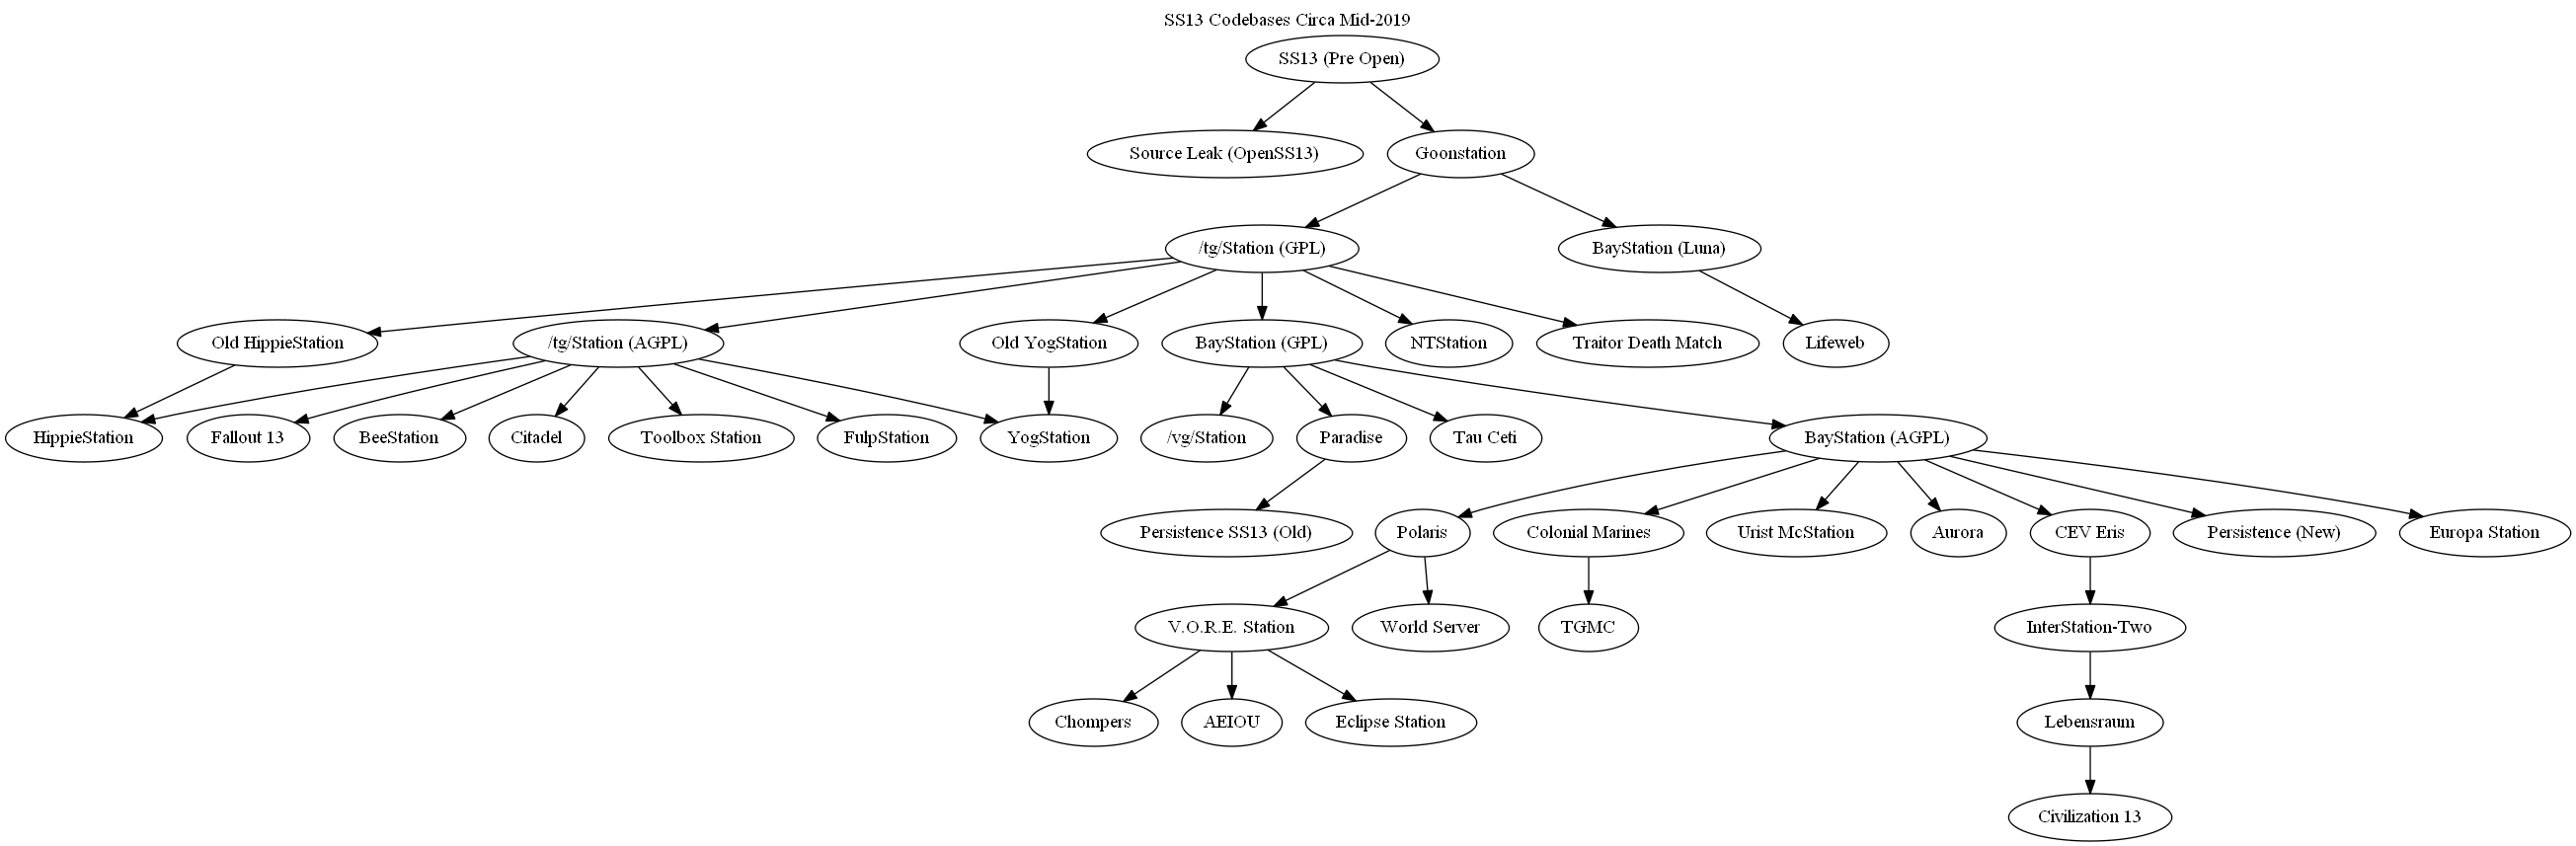 SS13 Codebases Circa Mid-2019
SS13 (Pre Open)
Source Leak (OpenSS13)
Goonstation
/tg/Station (GPL)
BayStation (Luna)
Old HippieStation
/tg/Station (AGPL)
Old YogStation
BayStation (GPL)
NTStation
Traitor Death Match
Lifeweb
HippieStation
Fallout 13
BeeStation
Citadel
Toolbox Station
FulpStation
YogStation
/vg/Station
Paradise
Tau Ceti
BayStation (AGPL)
Persistence SS13 (Old)
Polaris
Colonial Marines
Urist McStation
Aurora
CEV Eris
Persistence (New)
Europa Station
V.O.R.E. Station
World Server
TGMC
InterStation-Two
Chompers
AEIOU
Eclipse Station
Lebensraum
Civilization 13